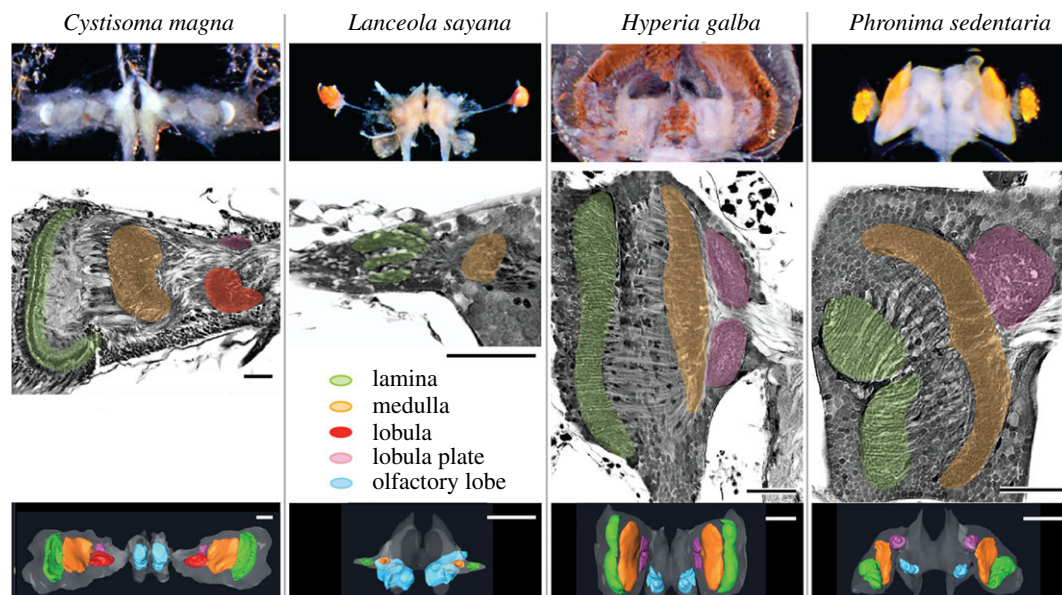 Cystisoma magna
Lanceola sayana
Hyperia galba
Phronima sedentaria
lamina
medulla
lobula
lobula plate
olfactory lobe